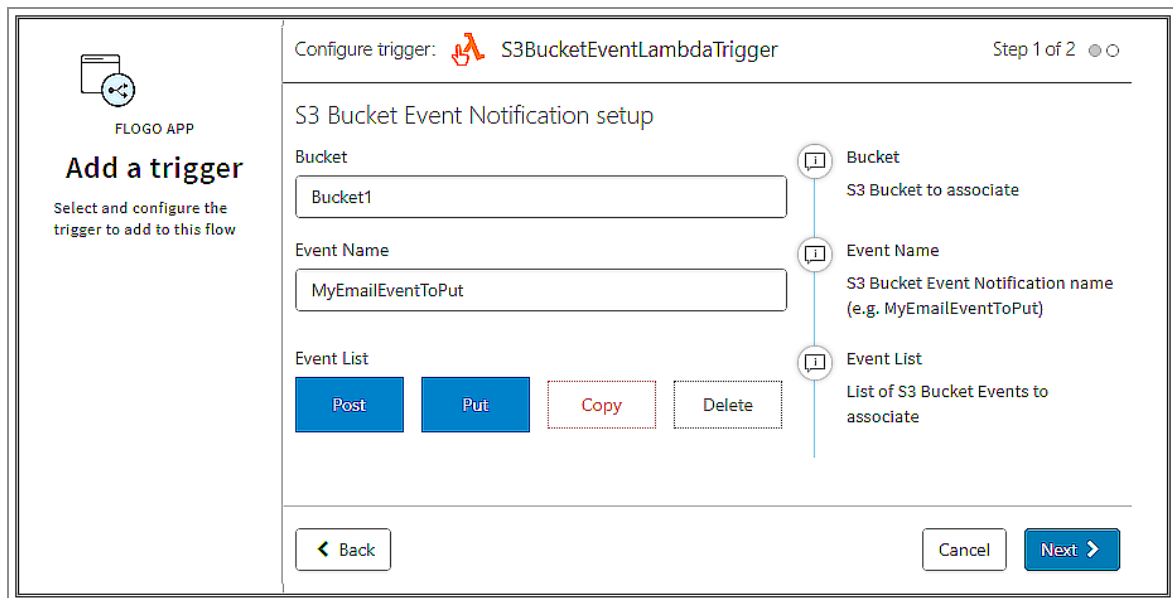 FLOGO APP
Add a trigger
Select and configure the
trigger to add to this flow
Configure trigger: S3BucketEventLambdaTrigger
Step 1 of 2
S3 Bucket Event Notification setup
Bucket
Bucket1
Bucket
S3 Bucket to associate
Event Name
MyEmailEventToPut
Event Name
S3 Bucket Event Notification name
(e.g. MyEmailEventToPut)
Event List
Post Put Copy Delete
Event List
List of S3 Bucket Events to
associate
Back
Cancel
Next